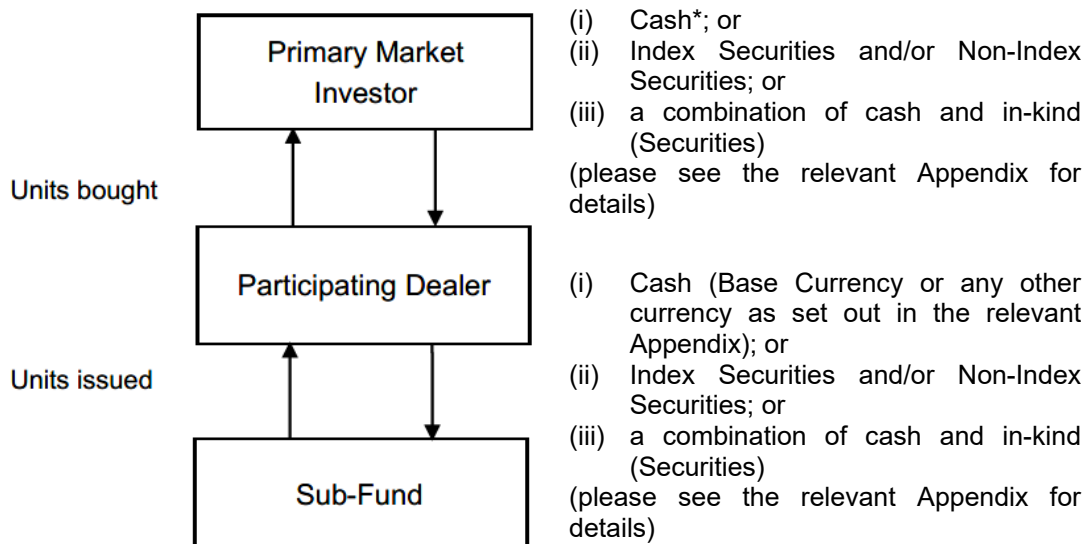 Primary Market
Investor
(i) Cash*; or
(ii) Index Securities and/or Non-Index
Securities; or
(iii) a combination of cash and in-kind
(Securities)
(please see the relevant Appendix for
details)
Units bought
Participating Dealer
(i) Cash (Base Currency or any other
currency as set out in the relevant
Appendix); or
(ii) Index Securities and/or Non-Index
Securities; or
(iii) a combination of cash and in-kind
(Securities)
(please see the relevant Appendix for
details)
Units issued
Sub-Fund